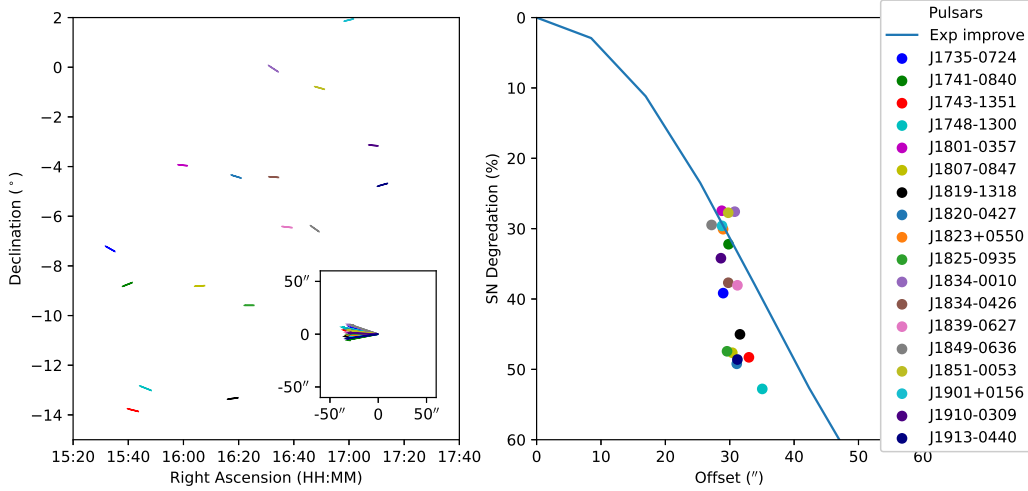 2
0
−2
−4
−6
−8
−10
−12
−14
Declination (°)
15:20 15:40 16:00 16:20 16:40 17:00 17:20 17:40
Right Ascension (HH:MM)
50″
0
-50″
-50″ 0 50″
0
10
20
30
40
50
60
SN Degredation (%)
0 10 20 30 40 50 60
Offset (″)
Pulsars
Exp improve
J1735-0724
J1741-0840
J1743-1351
J1748-1300
J1801-0357
J1807-0847
J1819-1318
J1820-0427
J1823+0550
J1825-0935
J1834-0010
J1834-0426
J1839-0627
J1849-0636
J1851-0053
J1901+0156
J1910-0309
J1913-0440